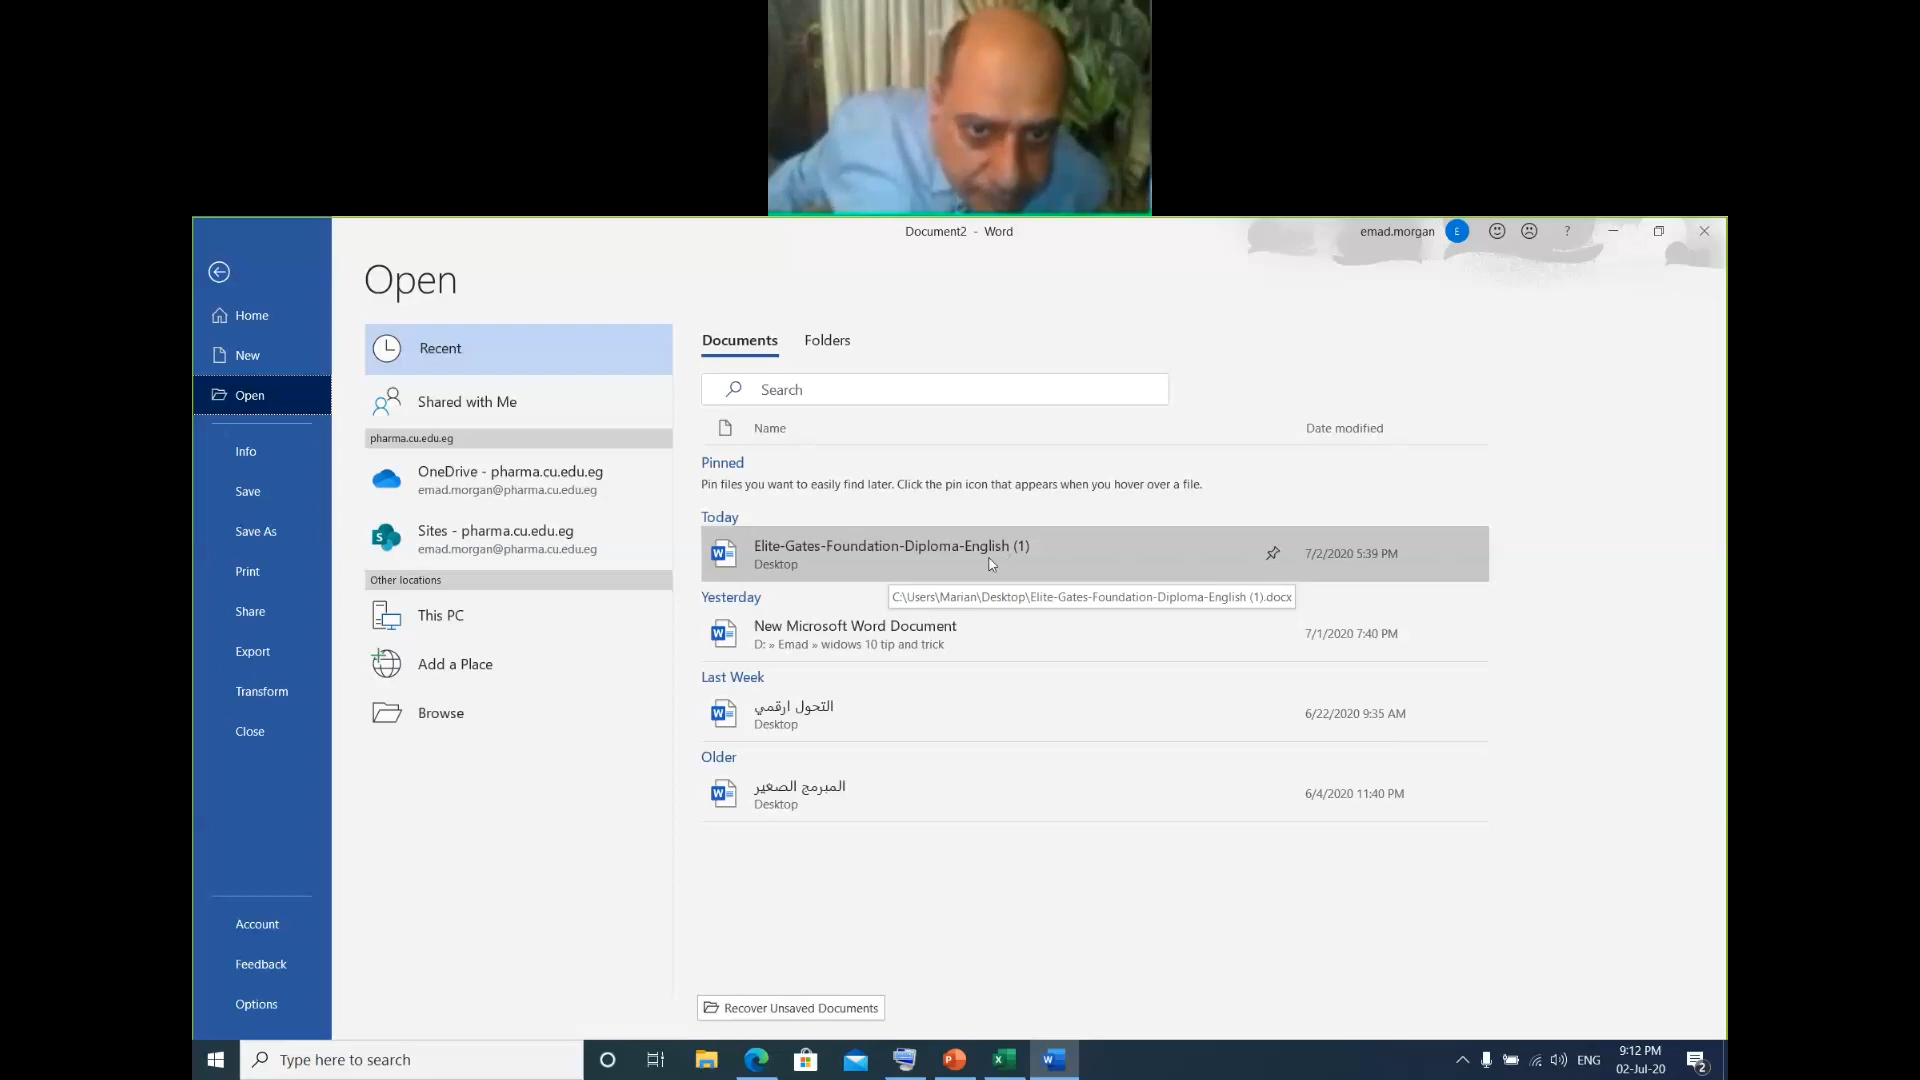 Document2 - Word
emad.morgan
E
?
Open
Home
New
Open
Info
Save
Save As
Print
Share
Export
Transform
Close
Account
Feedback
Options
Recent
Shared with Me
pharma.cu.edu.eg
OneDrive - pharma.cu.edu.eg
emad.morgan@pharma.cu.edu.eg
S
Sites - pharma.cu.edu.eg
emad.morgan@pharma.cu.edu.eg
Other locations
This PC
Add a Place
Browse
Documents
Folders
Search
Name
Date modified
Pinned
Pin files you want to easily find later. Click the pin icon that appears when you hover over a file.
Today
Elite-Gates-Foundation-Diploma-English (1)
Desktop
7/2/2020 5:39 PM
C:\Users\Marian\Desktop\Elite-Gates-Foundation-Diploma-English (1).docx
Yesterday
New Microsoft Word Document
D: » Emad » widows 10 tip and trick
7/1/2020 7:40 PM
Last Week
التحول ارقمي
Desktop
6/22/2020 9:35 AM
Older
المبرمج الصغير
Desktop
6/4/2020 11:40 PM
Recover Unsaved Documents
Type here to search
ENG
9:12 PM
02-Jul-20
2